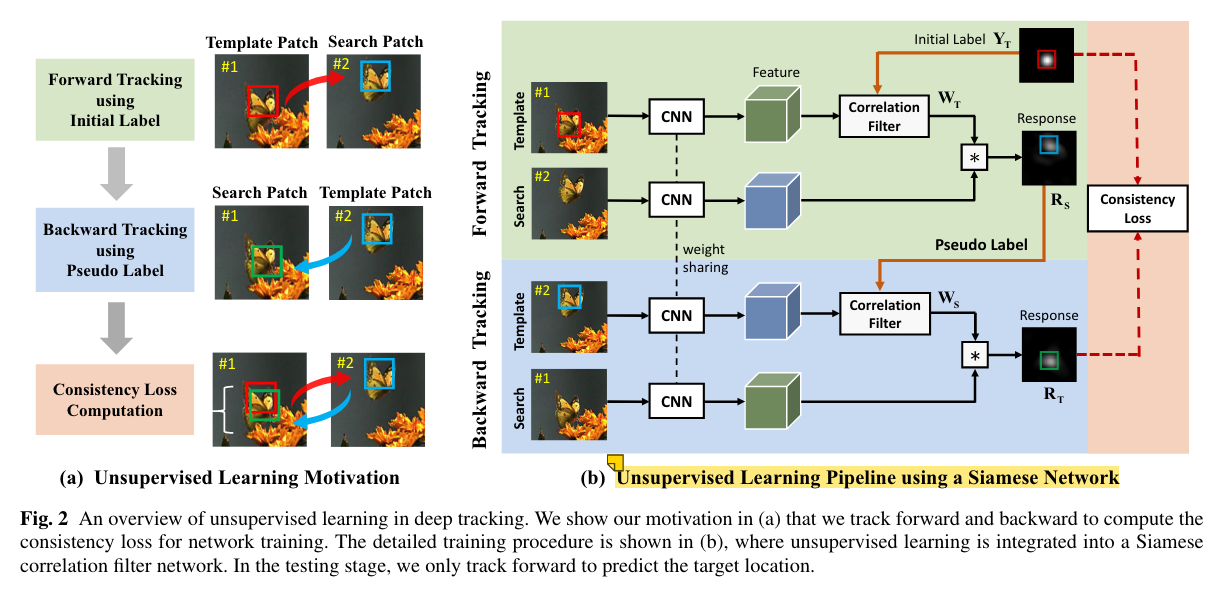 Template Patch
Search Patch
#1
#2
Forward Tracking
using
Initial Label
Search Patch
Template Patch
#1
#2
Backward Tracking
using
Pseudo Label
#1
#2
Consistency Loss
Computation
(a) Unsupervised Learning Motivation
Forward Tracking
Template
#1
CNN
Feature
Correlation
Filter
Initial Label Y_T
W_T
Response
*
Search
#2
CNN
R_S
Consistency
Loss
weight
sharing
Pseudo Label
Backward Tracking
Template
#2
CNN
Correlation
Filter
W_S
Response
*
Search
#1
CNN
R_T
(b) Unsupervised Learning Pipeline using a Siamese Network
Fig. 2 An overview of unsupervised learning in deep tracking. We show our motivation in (a) that we track forward and backward to compute the
consistency loss for network training. The detailed training procedure is shown in (b), where unsupervised learning is integrated into a Siamese
correlation filter network. In the testing stage, we only track forward to predict the target location.